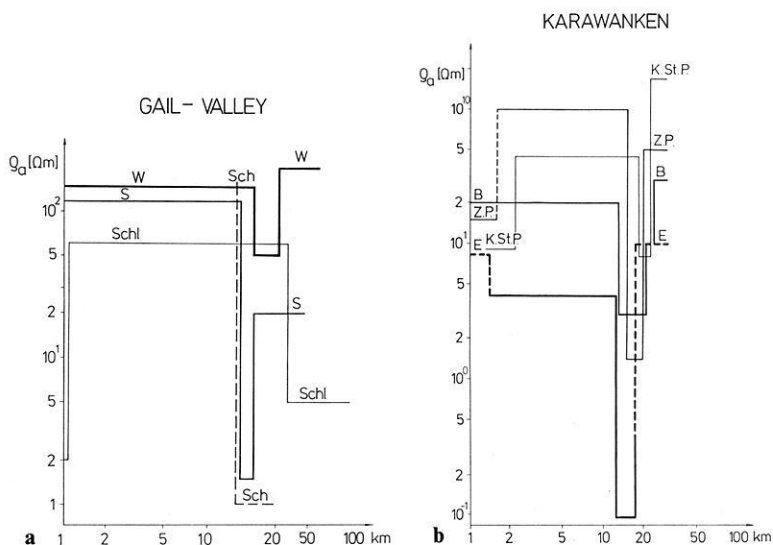 GAIL - VALLEY
ϱa [Ωm]
W
Sch
W
S
10²
Schl
5
2
S
10¹
5
Schl
2
Sch
1
1 2 5 10 20 50 100 km
a
KARAWANKEN
ϱa [Ωm]
K.St.P.
10¹⁰
5
Z.P.
B
2
B
Z.P.
10¹
E
K.St.P.
E
5
2
10⁰
5
2
10⁻¹
1 2 5 10 20 50 100 km
b